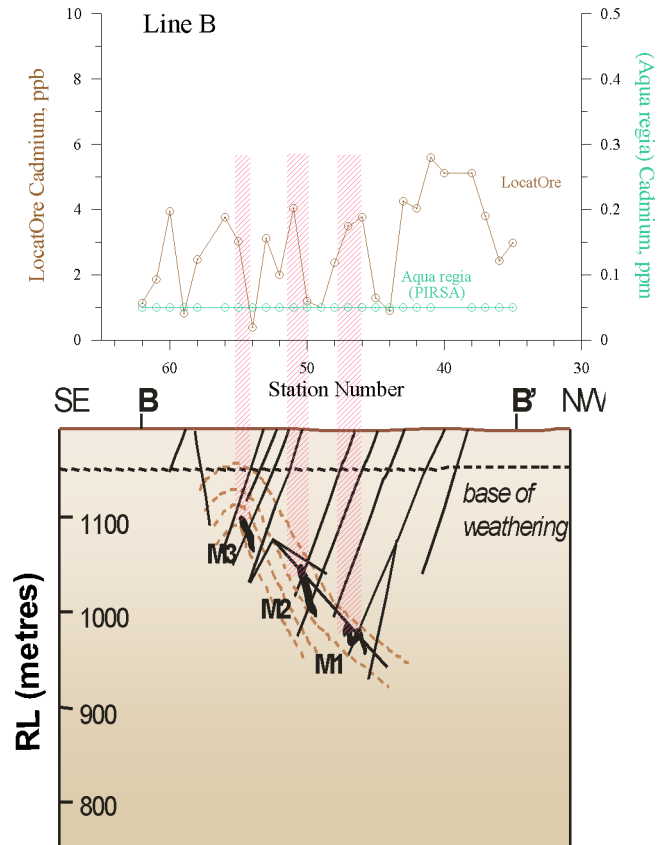 Line B
LocatOre Cadmium, ppb
10
8
6
4
2
0
0.5
0.4
0.3
0.2
0.1
0
(Aqua regia) Cadmium, ppm
LocatOre
Aqua regia
(PIRSA)
60
50
40
30
Station Number
SE
B
B'
NW
base of
weathering
RL (metres)
1100
1000
900
800
M3
M2
M1